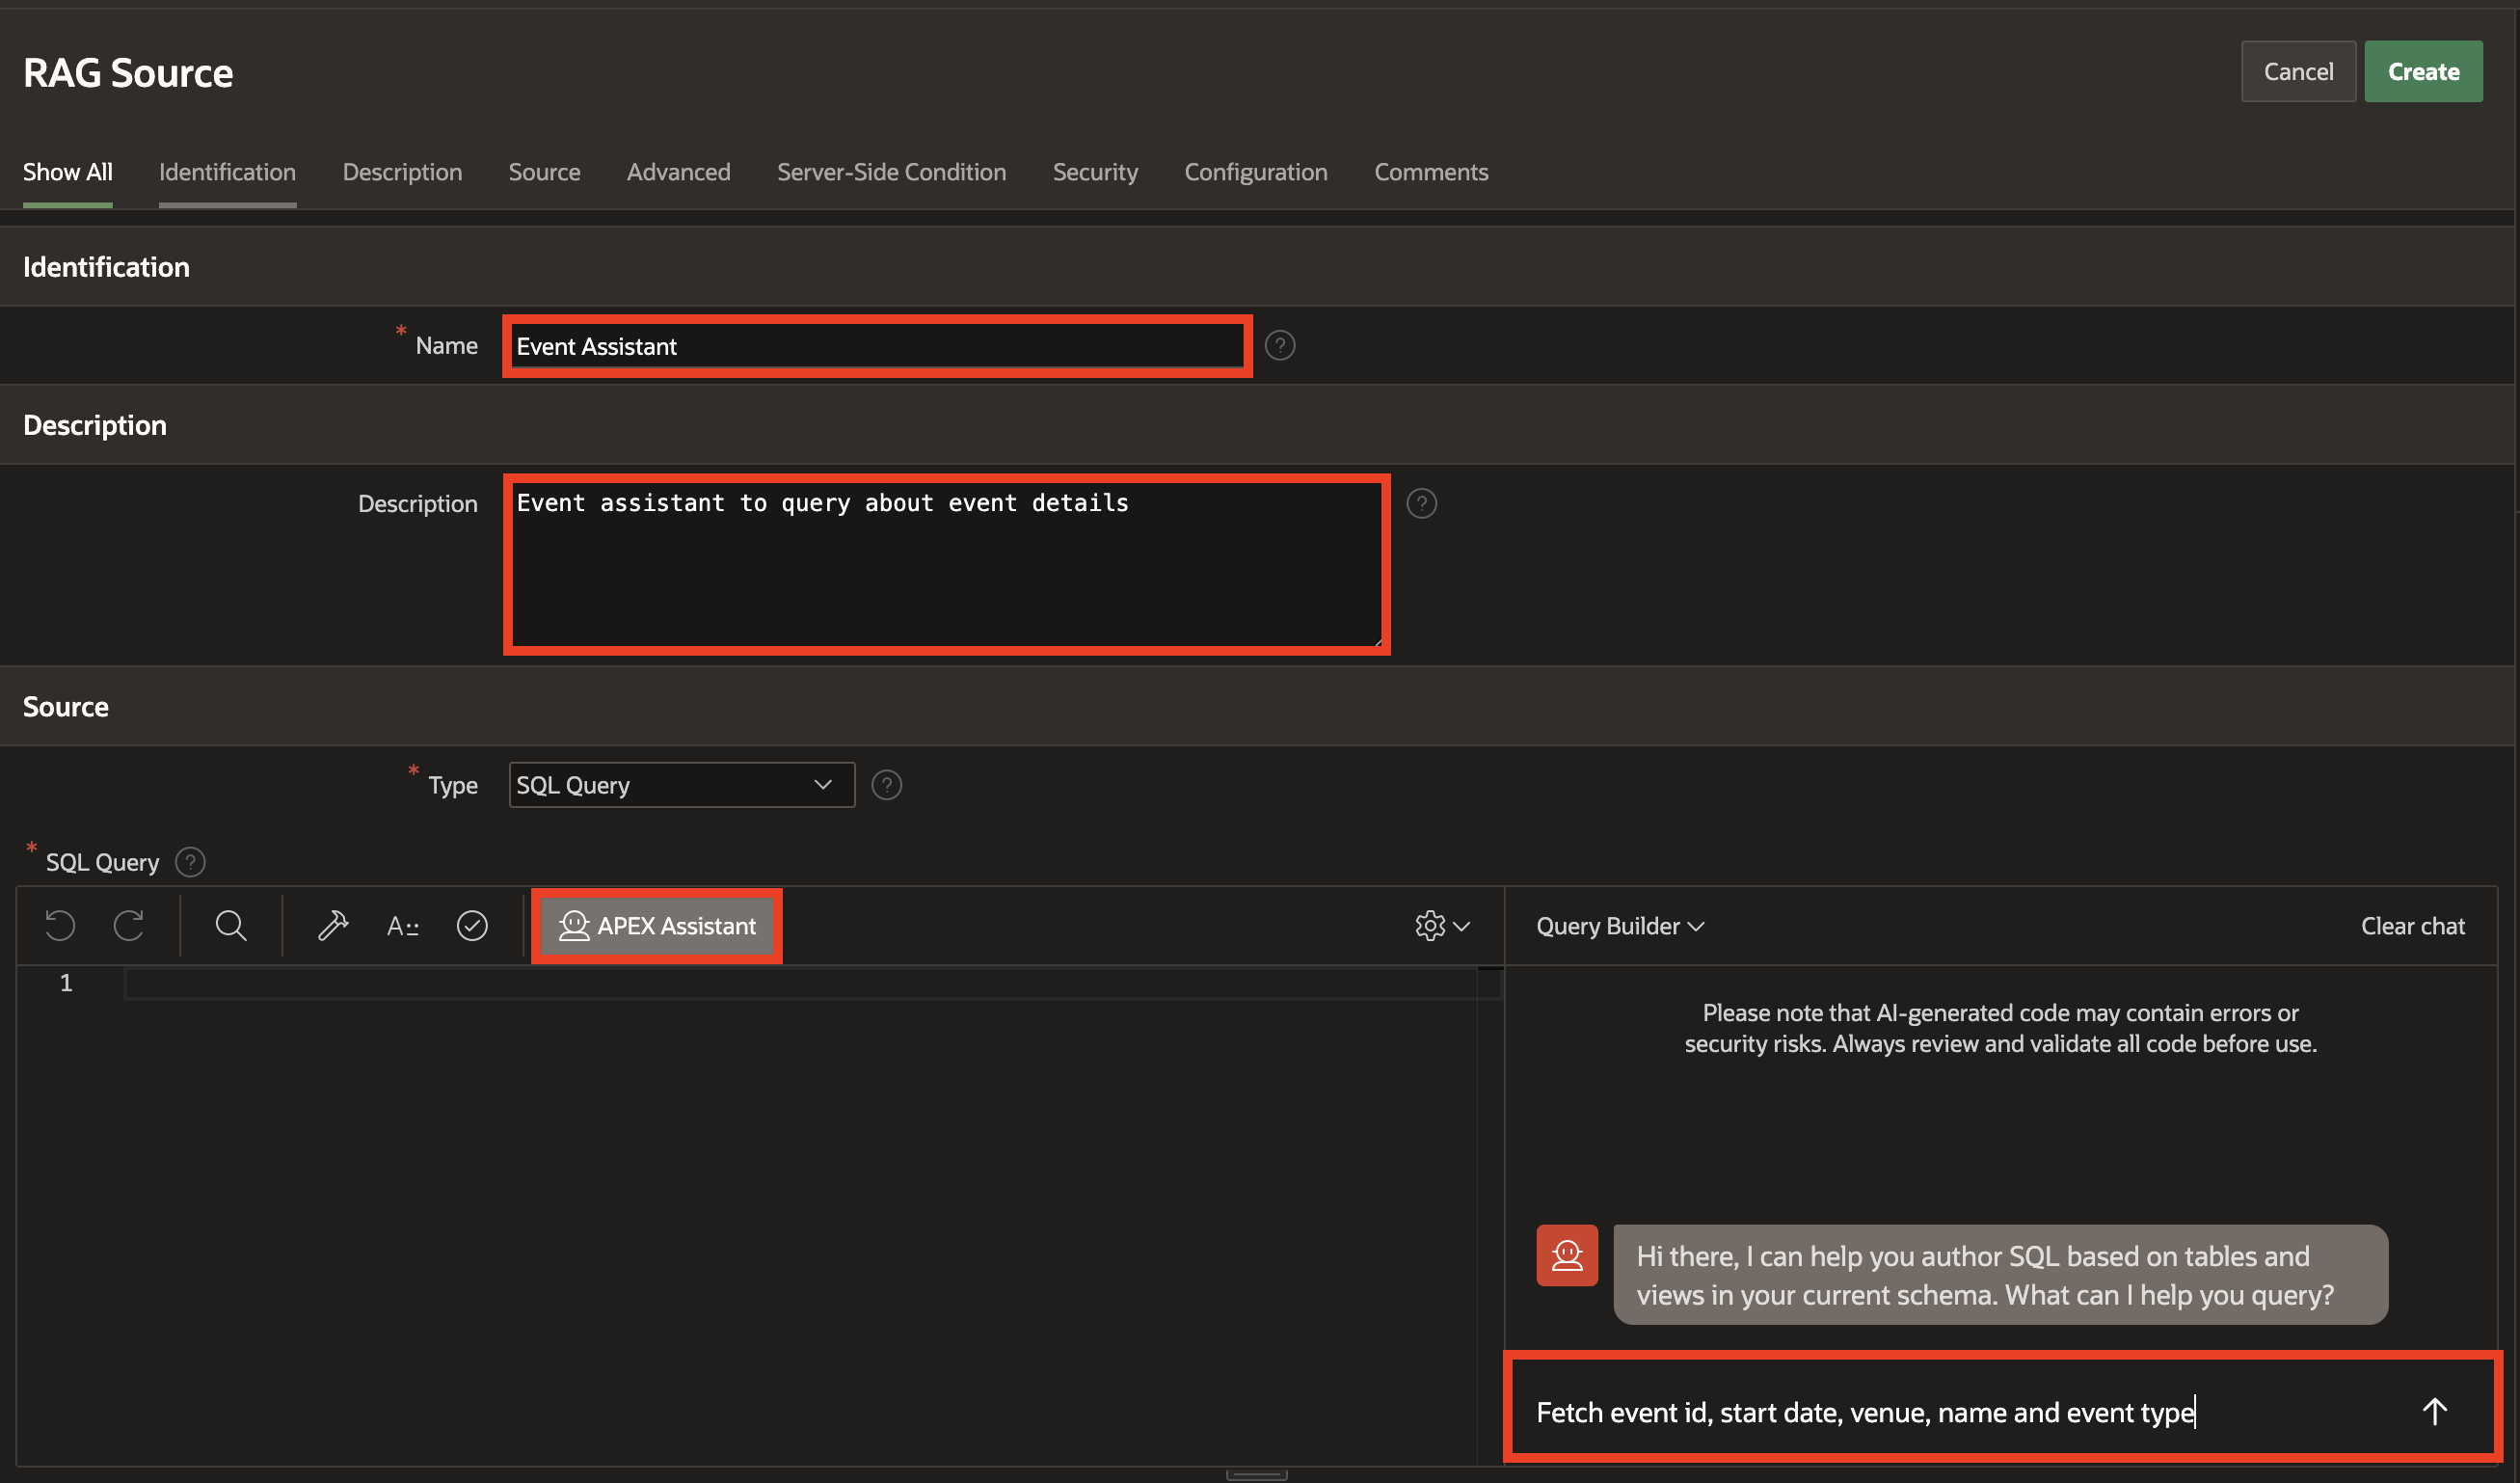 RAG Source
Cancel
Create
Show All
Identification
Description
Source
Advanced
Server-Side Condition
Security
Configuration
Comments
Identification
* Name
Event Assistant
?
Description
Description
Event assistant to query about event details
?
Source
* Type
SQL Query
?
* SQL Query
?
A::
APEX Assistant
Query Builder
Clear chat
1
Please note that AI-generated code may contain errors or
security risks. Always review and validate all code before use.
Hi there, I can help you author SQL based on tables and
views in your current schema. What can I help you query?
Fetch event id, start date, venue, name and event type